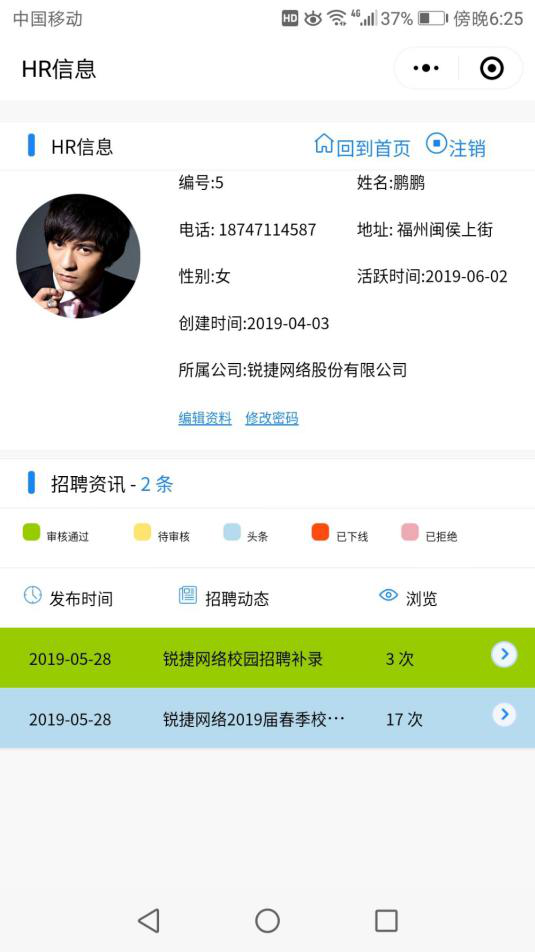 中国移动 HD 4G 37% 傍晚6:25
HR信息
HR信息 回到首页 注销
编号:5 姓名:鹏鹏
电话: 18747114587 地址: 福州闽侯上街
性别:女 活跃时间:2019-06-02
创建时间:2019-04-03
所属公司:锐捷网络股份有限公司
编辑资料 修改密码
招聘资讯 - 2 条
审核通过 待审核 头条 已下线 已拒绝
发布时间 招聘动态 浏览
2019-05-28 锐捷网络校园招聘补录 3 次
2019-05-28 锐捷网络2019届春季校··· 17 次